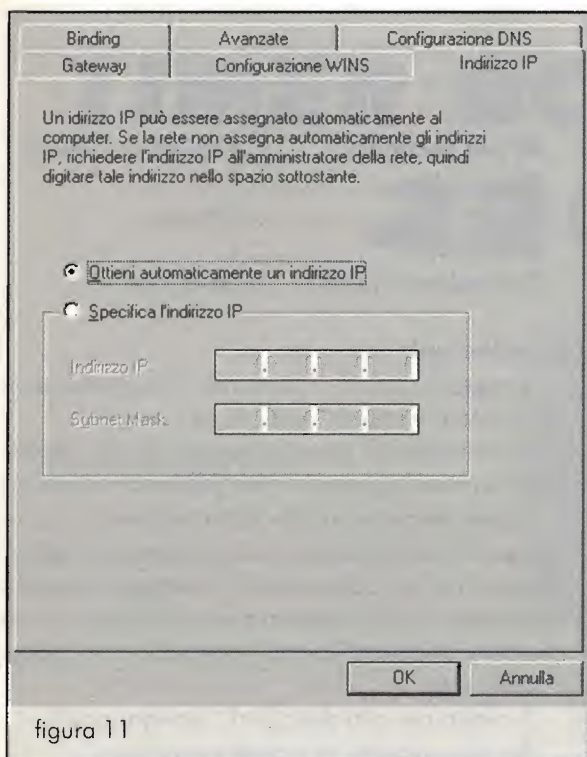 Binding Avanzate Configurazione DNS
Gateway Configurazione WINS Indirizzo IP
Un idirizzo IP può essere assegnato automaticamente al
computer. Se la rete non assegna automaticamente gli indirizzi
IP, richiedere l'indirizzo IP all'amministratore della rete, quindi
digitare tale indirizzo nello spazio sottostante.
Ottieni automaticamente un indirizzo IP
Specifica l'indirizzo IP
Indirizzo IP:
. . .
Subnet Mask:
. . .
OK Annulla
figura 11